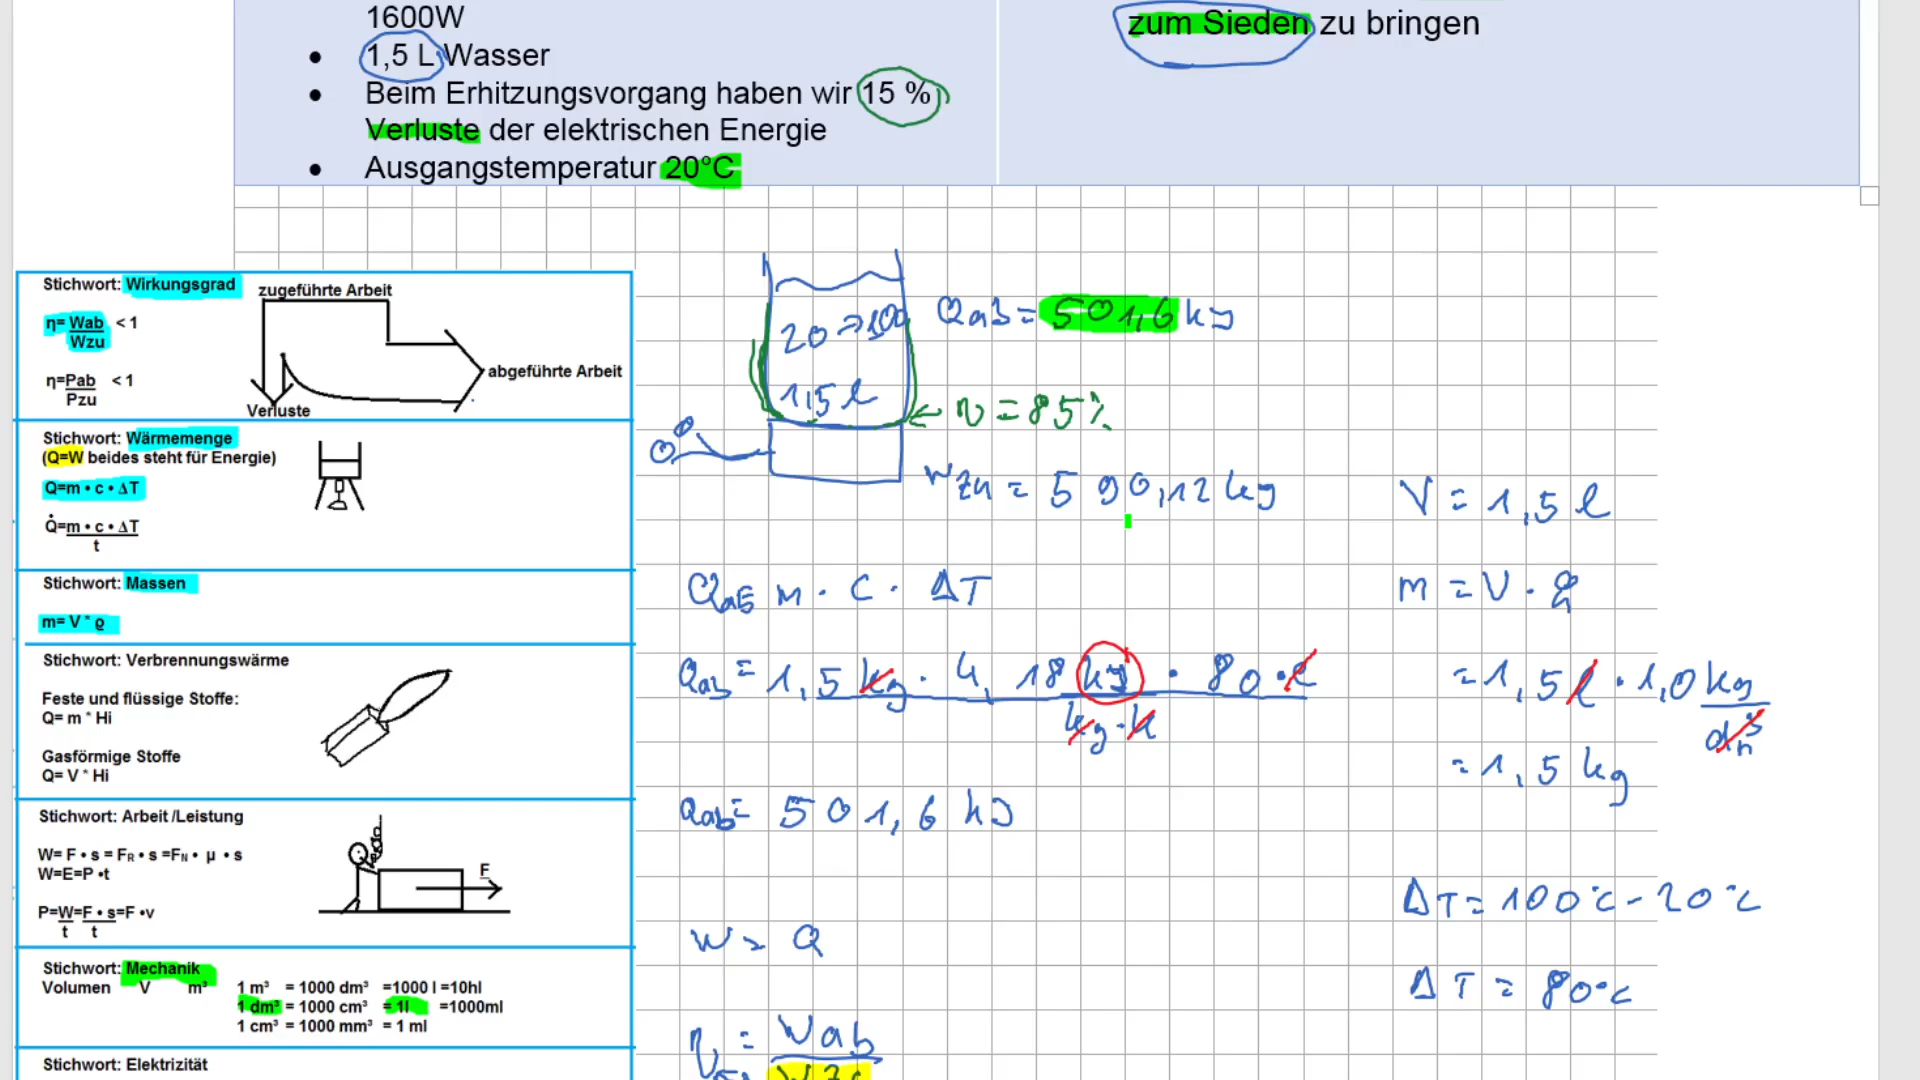 1600W
• 1,5 L Wasser
• Beim Erhitzungsvorgang haben wir 15 %
Verluste der elektrischen Energie
• Ausgangstemperatur 20°C
zum Sieden zu bringen
Stichwort: Wirkungsgrad
η= Wab < 1
Wzu
η=Pab < 1
Pzu
zugeführte Arbeit
abgeführte Arbeit
Verluste
Stichwort: Wärmemenge
(Q=W beides steht für Energie)
Q=m • c • ΔT
Q̇=m • c • ΔT
t
Stichwort: Massen
m= V * ϱ
Stichwort: Verbrennungswärme
Feste und flüssige Stoffe:
Q= m * Hi
Gasförmige Stoffe
Q= V * Hi
Stichwort: Arbeit /Leistung
W= F • s = FR • s =FN • μ • s
W=E=P •t
P=W=F • s=F •v
t t
F
Stichwort: Mechanik
Volumen V m³ 1 m³ = 1000 dm³ =1000 l =10hl
1 dm³ = 1000 cm³ = 1l =1000ml
1 cm³ = 1000 mm³ = 1 ml
Stichwort: Elektrizität
20 → 100
1,5 l
Qab = 501,6 kJ
η = 85%
Wzu = 590,12 kJ
Qab= m · c · ΔT
Qab = 1,5 kg · 4,18 kJ · 80
kg · k
Qab= 501,6 kJ
W = Q
η = Wab
V = 1,5 l
m = V · ϱ
= 1,5 l · 1,0 kg
dm³
= 1,5 kg
ΔT = 100°C - 20°C
ΔT = 80°C